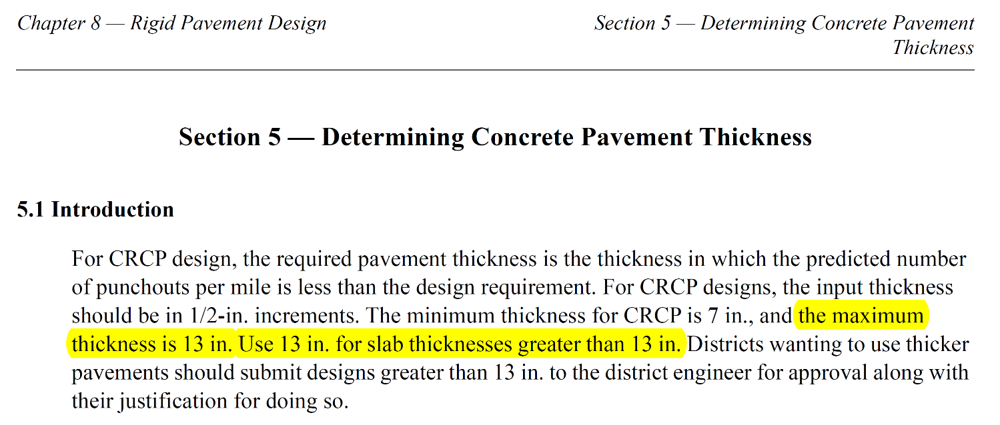 Chapter 8 — Rigid Pavement Design
Section 5 — Determining Concrete Pavement
Thickness
Section 5 — Determining Concrete Pavement Thickness
5.1 Introduction
For CRCP design, the required pavement thickness is the thickness in which the predicted number
of punchouts per mile is less than the design requirement. For CRCP designs, the input thickness
should be in 1/2-in. increments. The minimum thickness for CRCP is 7 in., and the maximum
thickness is 13 in. Use 13 in. for slab thicknesses greater than 13 in. Districts wanting to use thicker
pavements should submit designs greater than 13 in. to the district engineer for approval along with
their justification for doing so.